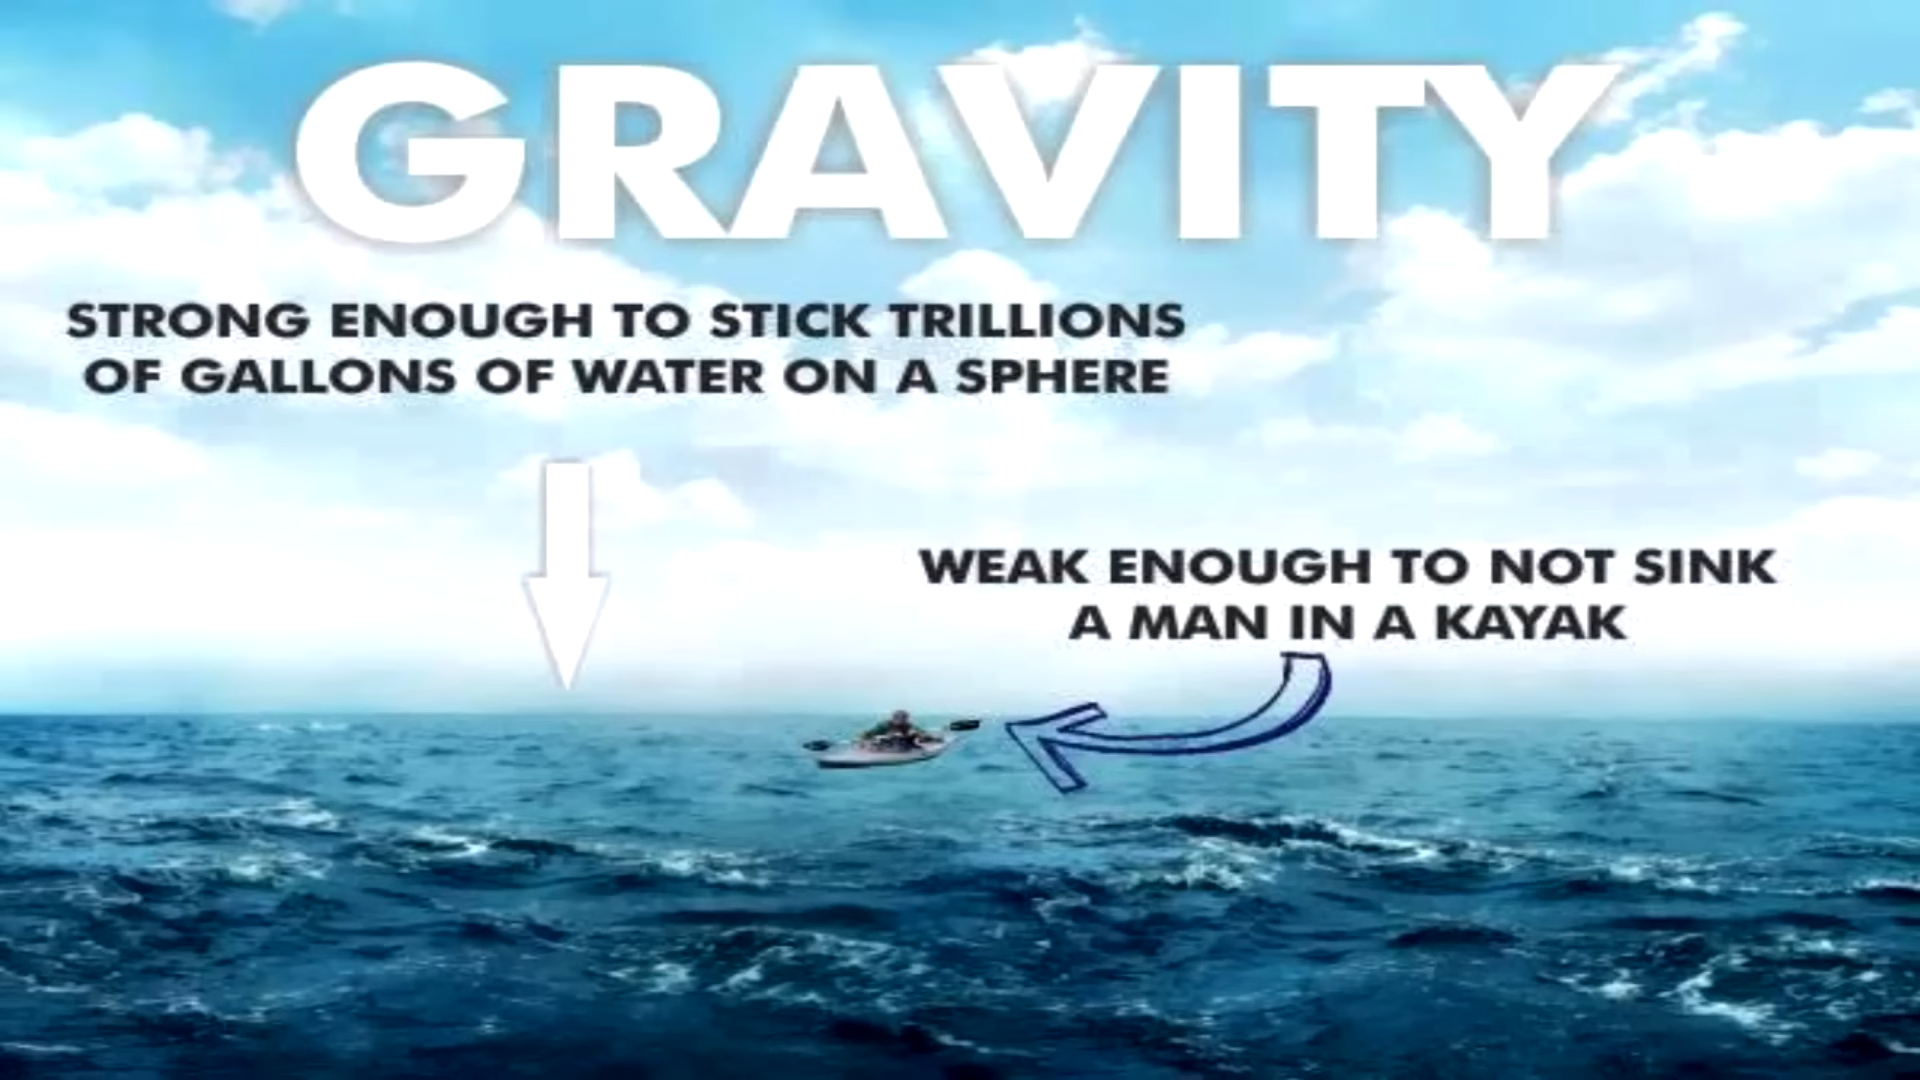 GRAVITY
STRONG ENOUGH TO STICK TRILLIONS
OF GALLONS OF WATER ON A SPHERE
WEAK ENOUGH TO NOT SINK
A MAN IN A KAYAK